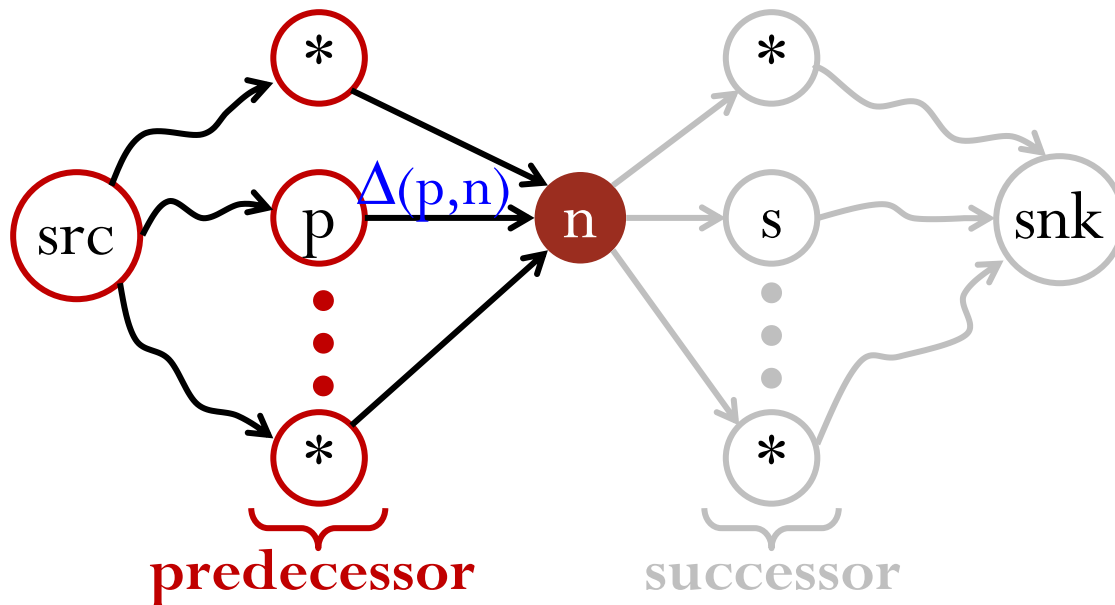 * *
Δ(p,n)
src p n s snk
* *
predecessor successor